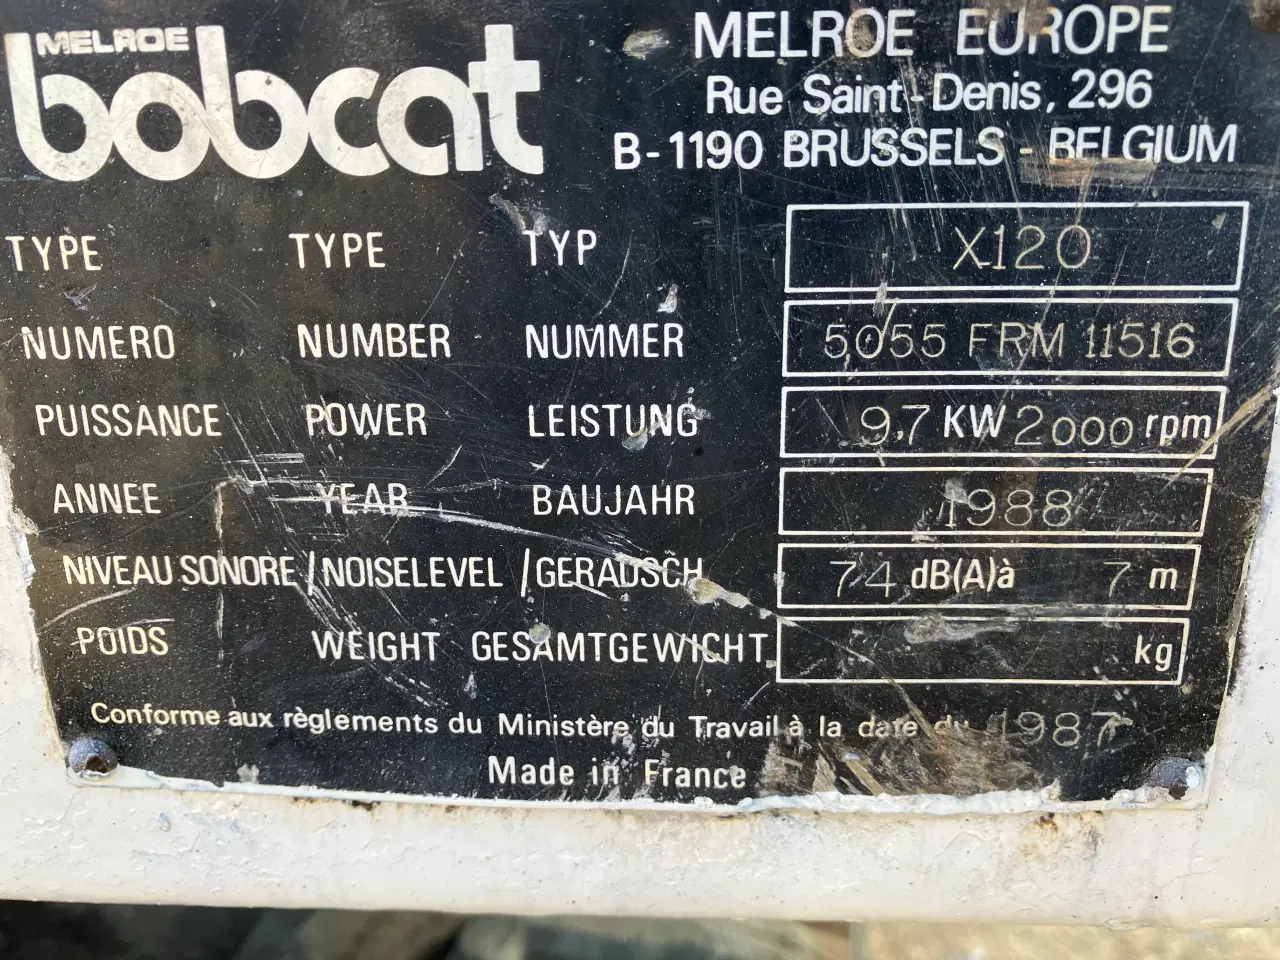 MELROE
bobcat
MELROE EUROPE
Rue Saint-Denis, 296
B-1190 BRUSSELS - BELGIUM
TYPE TYPE TYP X120
NUMERO NUMBER NUMMER 5055 FRM 11516
PUISSANCE POWER LEISTUNG 9,7 KW 2000 rpm
ANNEE YEAR BAUJAHR 1988
NIVEAU SONORE/NOISELEVEL/GERADSCH 74 dB(A)à 7 m
POIDS WEIGHT GESAMTGEWICHT kg
Conforme aux règlements du Ministère du Travail à la date du 1987
Made in France